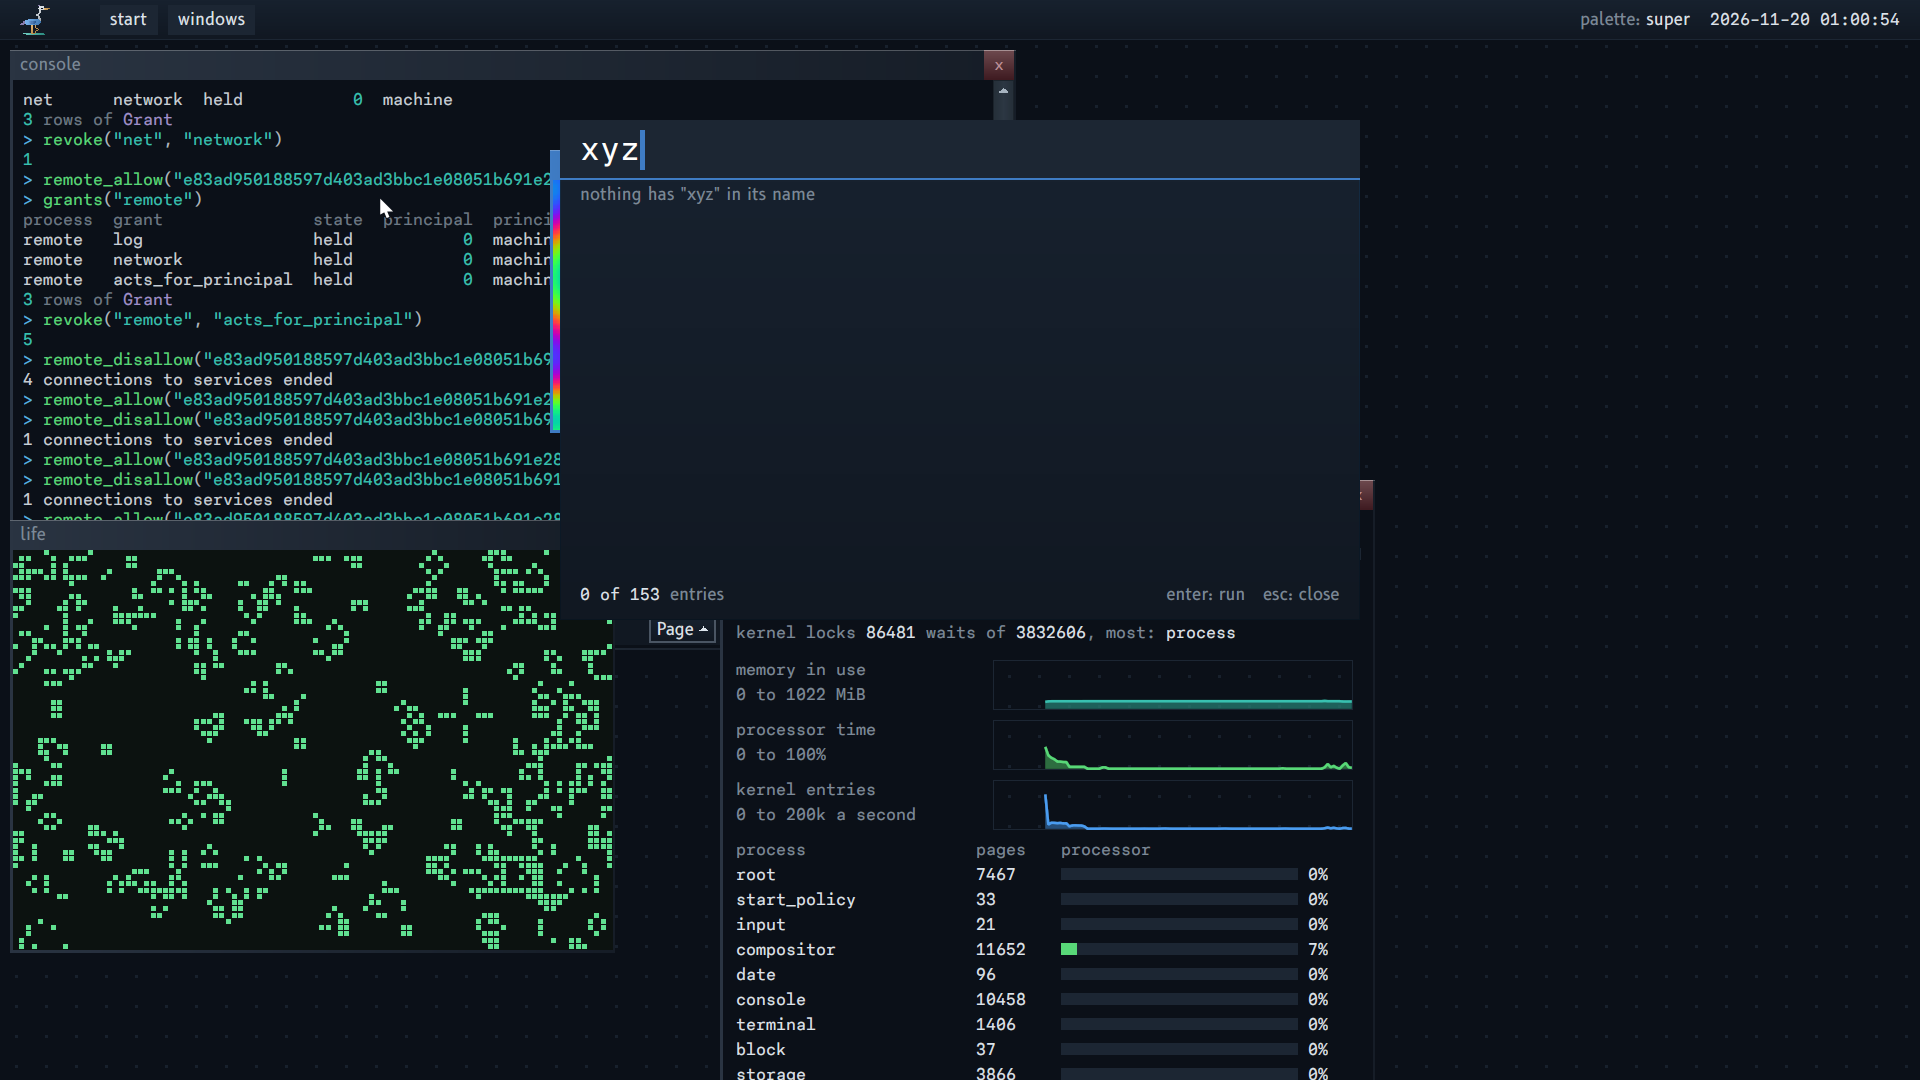 start windows palette: super 2026-11-20 01:00:54
console x
net network held 0 machine
3 rows of Grant
> revoke("net", "network")
1
> remote_allow("e83ad950188597d403ad3bbc1e08051b691e2
> grants("remote")
process grant state principal princi
remote log held 0 machin
remote network held 0 machin
remote acts_for_principal held 0 machin
3 rows of Grant
> revoke("remote", "acts_for_principal")
5
> remote_disallow("e83ad950188597d403ad3bbc1e08051b69
4 connections to services ended
> remote_allow("e83ad950188597d403ad3bbc1e08051b691e2
> remote_disallow("e83ad950188597d403ad3bbc1e08051b69
1 connections to services ended
> remote_allow("e83ad950188597d403ad3bbc1e08051b691e28
> remote_disallow("e83ad950188597d403ad3bbc1e08051b691
1 connections to services ended
> remote_allow("e83ad950188597d403ad3bbc1e08051b691e28
xyz
nothing has "xyz" in its name
0 of 153 entries enter: run esc: close
life
Page
kernel locks 86481 waits of 3832606, most: process
memory in use
0 to 1022 MiB
processor time
0 to 100%
kernel entries
0 to 200k a second
process pages processor
root 7467 0%
start_policy 33 0%
input 21 0%
compositor 11652 7%
date 96 0%
console 10458 0%
terminal 1406 0%
block 37 0%
storage 3866 0%